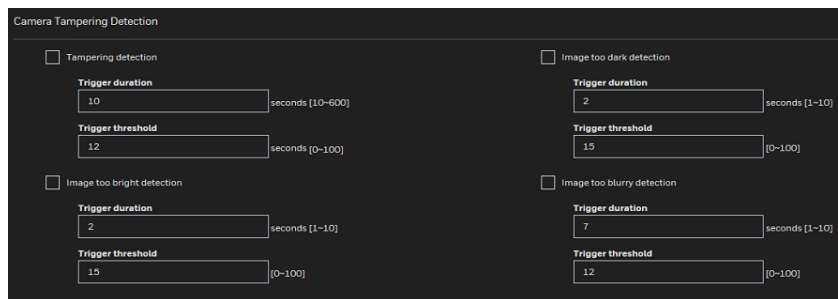 Camera Tampering Detection
Tampering detection
Trigger duration
10 seconds [10~600]
Trigger threshold
12 seconds [0~100]
Image too dark detection
Trigger duration
2 seconds [1~10]
Trigger threshold
15 [0~100]
Image too bright detection
Trigger duration
2 seconds [1~10]
Trigger threshold
15 [0~100]
Image too blurry detection
Trigger duration
7 seconds [1~10]
Trigger threshold
12 [0~100]